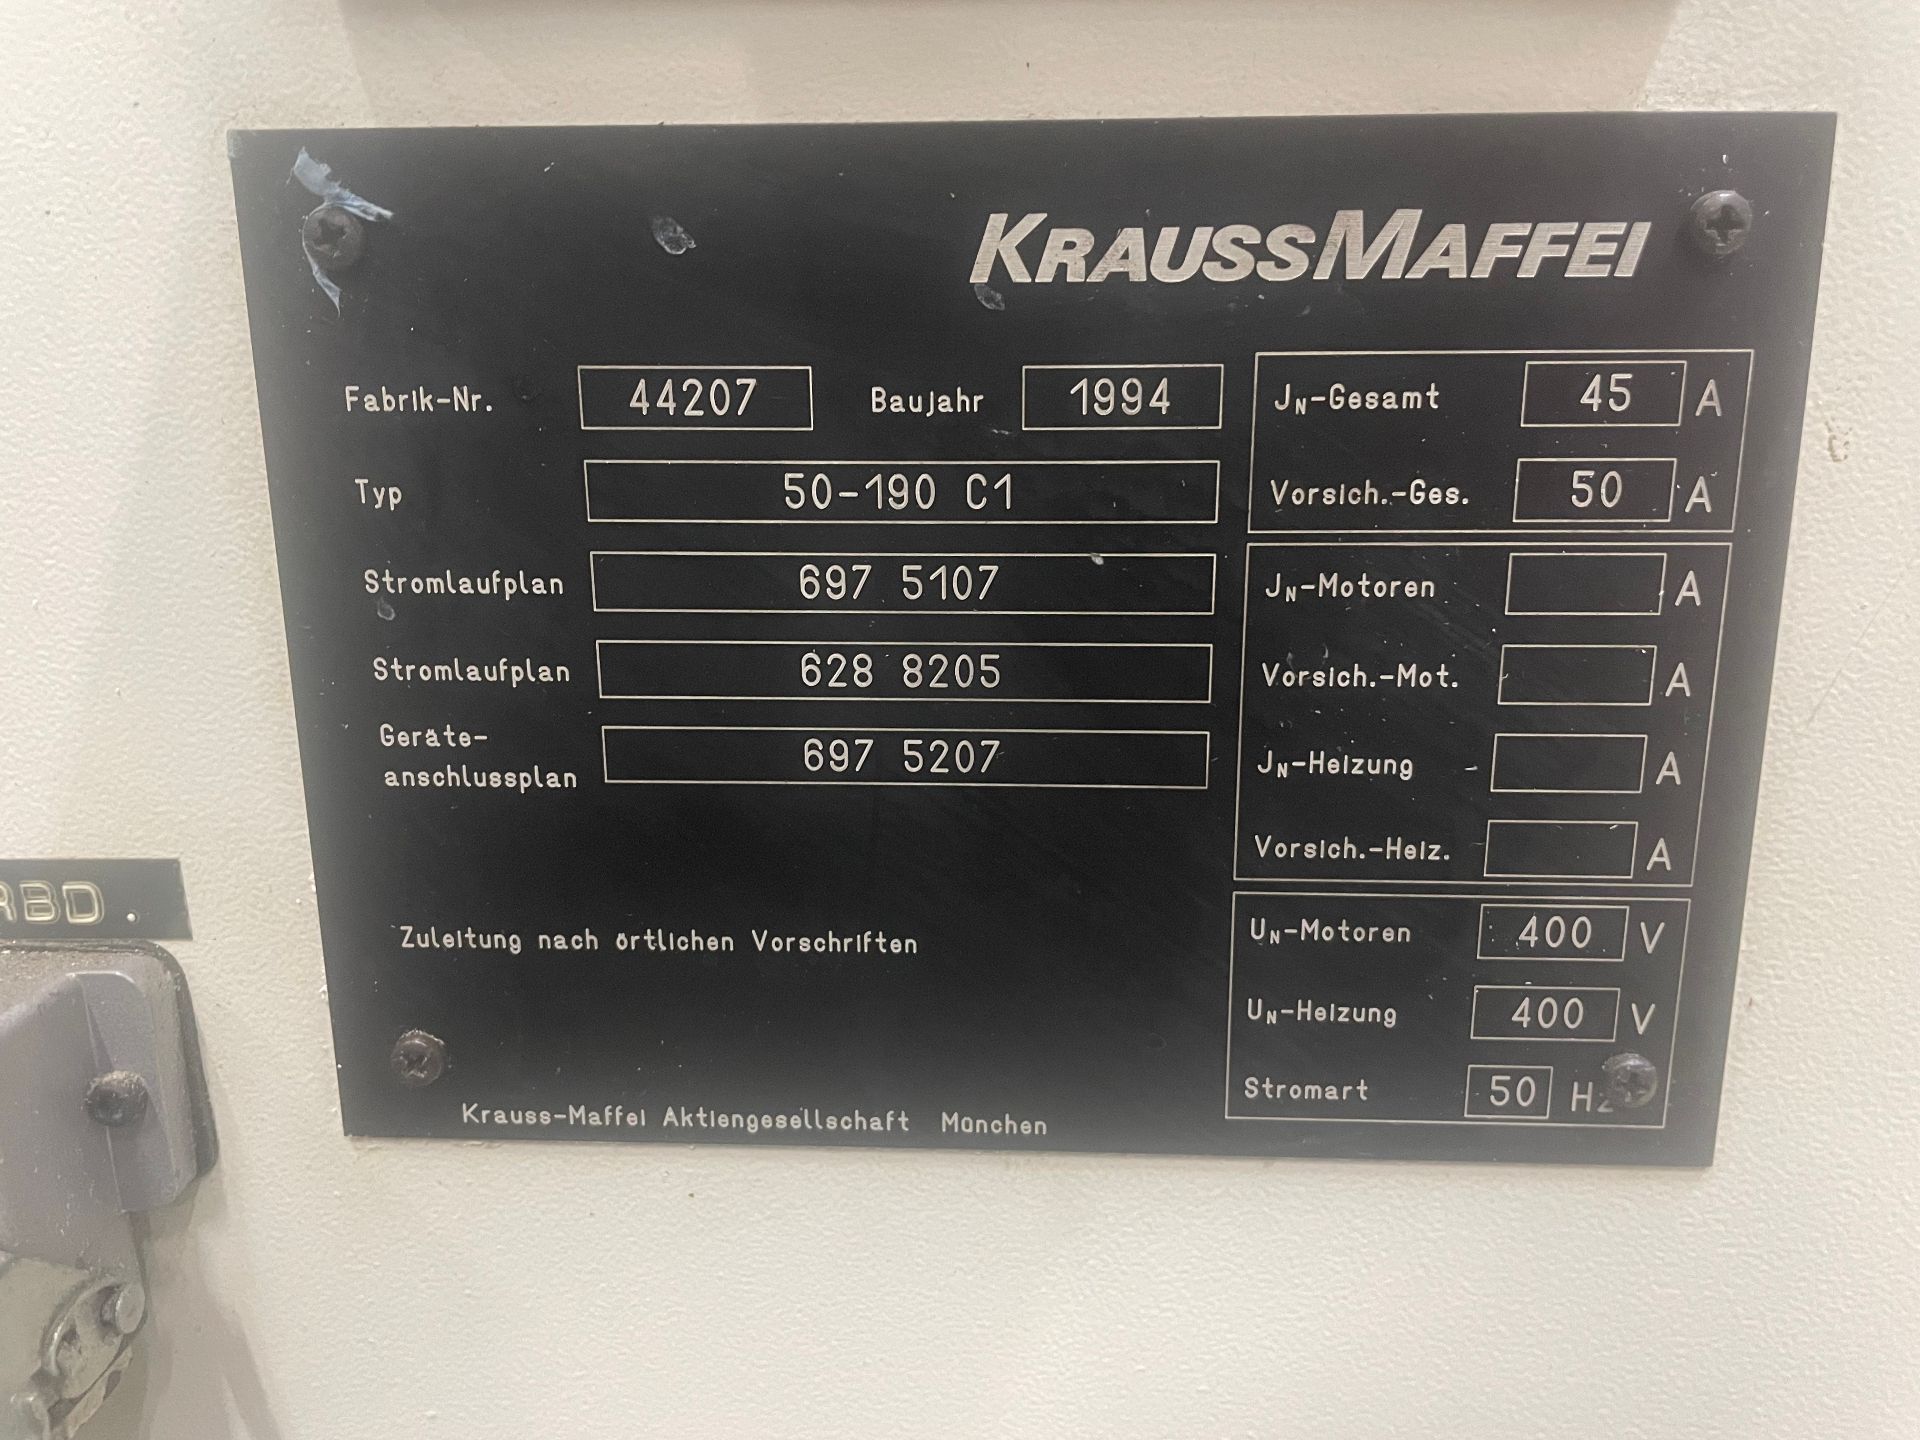 KRAUSSMAFFEI
Fabrik-Nr. 44207 Baujahr 1994
Typ 50-190 C1
Stromlaufplan 697 5107
Stromlaufplan 628 8205
Geräte-
anschlussplan 697 5207
Zuleitung nach örtlichen Vorschriften
Krauss-Maffei Aktiengesellschaft München
JN-Gesamt 45 A
Vorsich.-Ges. 50 A
JN-Motoren A
Vorsich.-Mot. A
JN-Heizung A
Vorsich.-Heiz. A
UN-Motoren 400 V
UN-Heizung 400 V
Stromart 50 Hz
RBD.